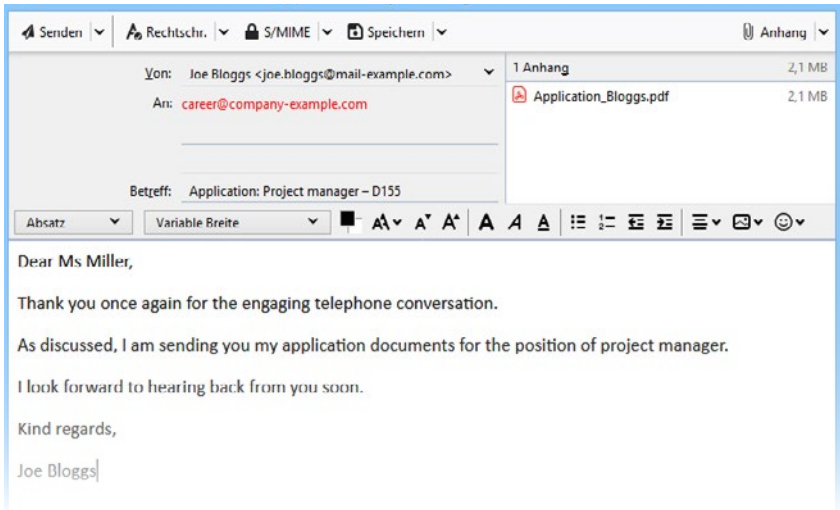 Senden Rechtschr. S/MIME Speichern Anhang
Von: Joe Bloggs <joe.bloggs@mail-example.com>
1 Anhang 2,1 MB
An: career@company-example.com
Application_Bloggs.pdf 2,1 MB
Betreff: Application: Project manager – D155
Absatz Variable Breite
Dear Ms Miller,
Thank you once again for the engaging telephone conversation.
As discussed, I am sending you my application documents for the position of project manager.
I look forward to hearing back from you soon.
Kind regards,
Joe Bloggs